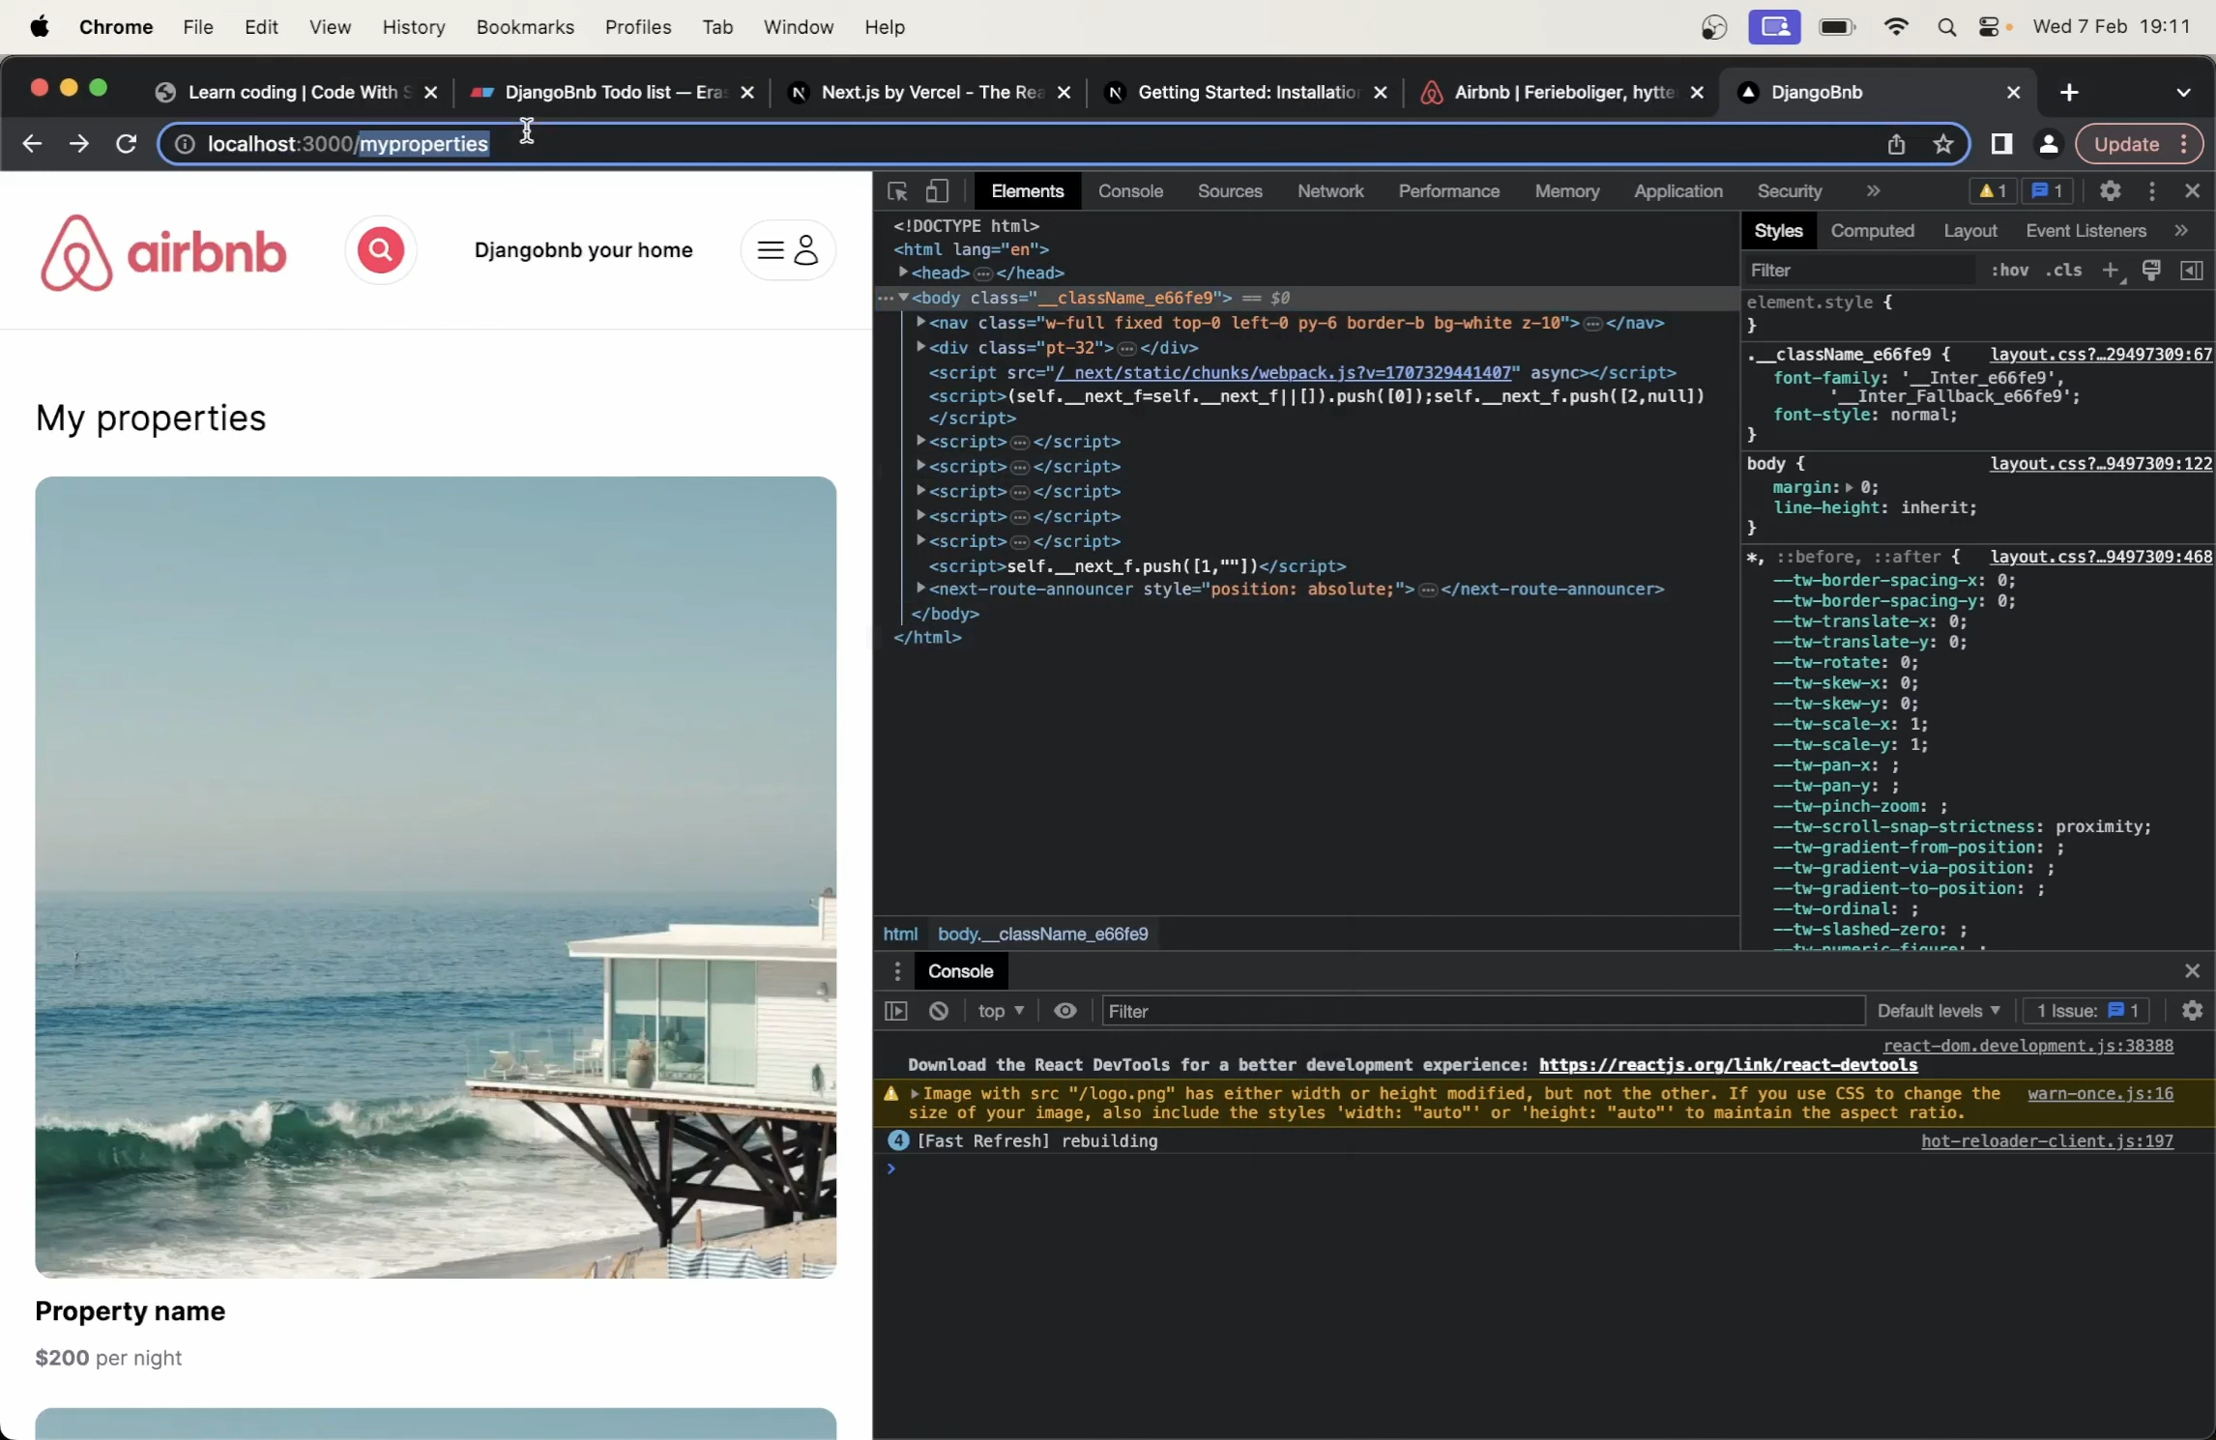 Chrome File Edit View History Bookmarks Profiles Tab Window Help Wed 7 Feb 19:11
Learn coding | Code With S DjangoBnb Todo list — Eras Next.js by Vercel - The Rea Getting Started: Installation Airbnb | Ferieboliger, hytte DjangoBnb
localhost:3000/myproperties Update
airbnb Djangobnb your home
My properties
Property name
$200 per night
Elements Console Sources Network Performance Memory Application Security » 1 1
<!DOCTYPE html>
<html lang="en">
<head> … </head>
… <body class="__className_e66fe9"> == $0
<nav class="w-full fixed top-0 left-0 py-6 border-b bg-white z-10"> … </nav>
<div class="pt-32"> … </div>
<script src="/_next/static/chunks/webpack.js?v=1707329441407" async></script>
<script>(self.__next_f=self.__next_f||[]).push([0]);self.__next_f.push([2,null])
</script>
<script> … </script>
<script> … </script>
<script> … </script>
<script> … </script>
<script> … </script>
<script>self.__next_f.push([1,""])</script>
<next-route-announcer style="position: absolute;"> … </next-route-announcer>
</body>
</html>
html body.__className_e66fe9
Styles Computed Layout Event Listeners »
Filter :hov .cls +
element.style {
}
.__className_e66fe9 { layout.css?…29497309:67
font-family: '__Inter_e66fe9',
'__Inter_Fallback_e66fe9';
font-style: normal;
}
body { layout.css?…9497309:122
margin: 0;
line-height: inherit;
}
*, ::before, ::after { layout.css?…9497309:468
--tw-border-spacing-x: 0;
--tw-border-spacing-y: 0;
--tw-translate-x: 0;
--tw-translate-y: 0;
--tw-rotate: 0;
--tw-skew-x: 0;
--tw-skew-y: 0;
--tw-scale-x: 1;
--tw-scale-y: 1;
--tw-pan-x: ;
--tw-pan-y: ;
--tw-pinch-zoom: ;
--tw-scroll-snap-strictness: proximity;
--tw-gradient-from-position: ;
--tw-gradient-via-position: ;
--tw-gradient-to-position: ;
--tw-ordinal: ;
--tw-slashed-zero: ;
--tw-numeric-figure: ;
Console
top Filter Default levels 1 Issue: 1
react-dom.development.js:38388
Download the React DevTools for a better development experience: https://reactjs.org/link/react-devtools
Image with src "/logo.png" has either width or height modified, but not the other. If you use CSS to change the warn-once.js:16
size of your image, also include the styles 'width: "auto"' or 'height: "auto"' to maintain the aspect ratio.
4 [Fast Refresh] rebuilding hot-reloader-client.js:197